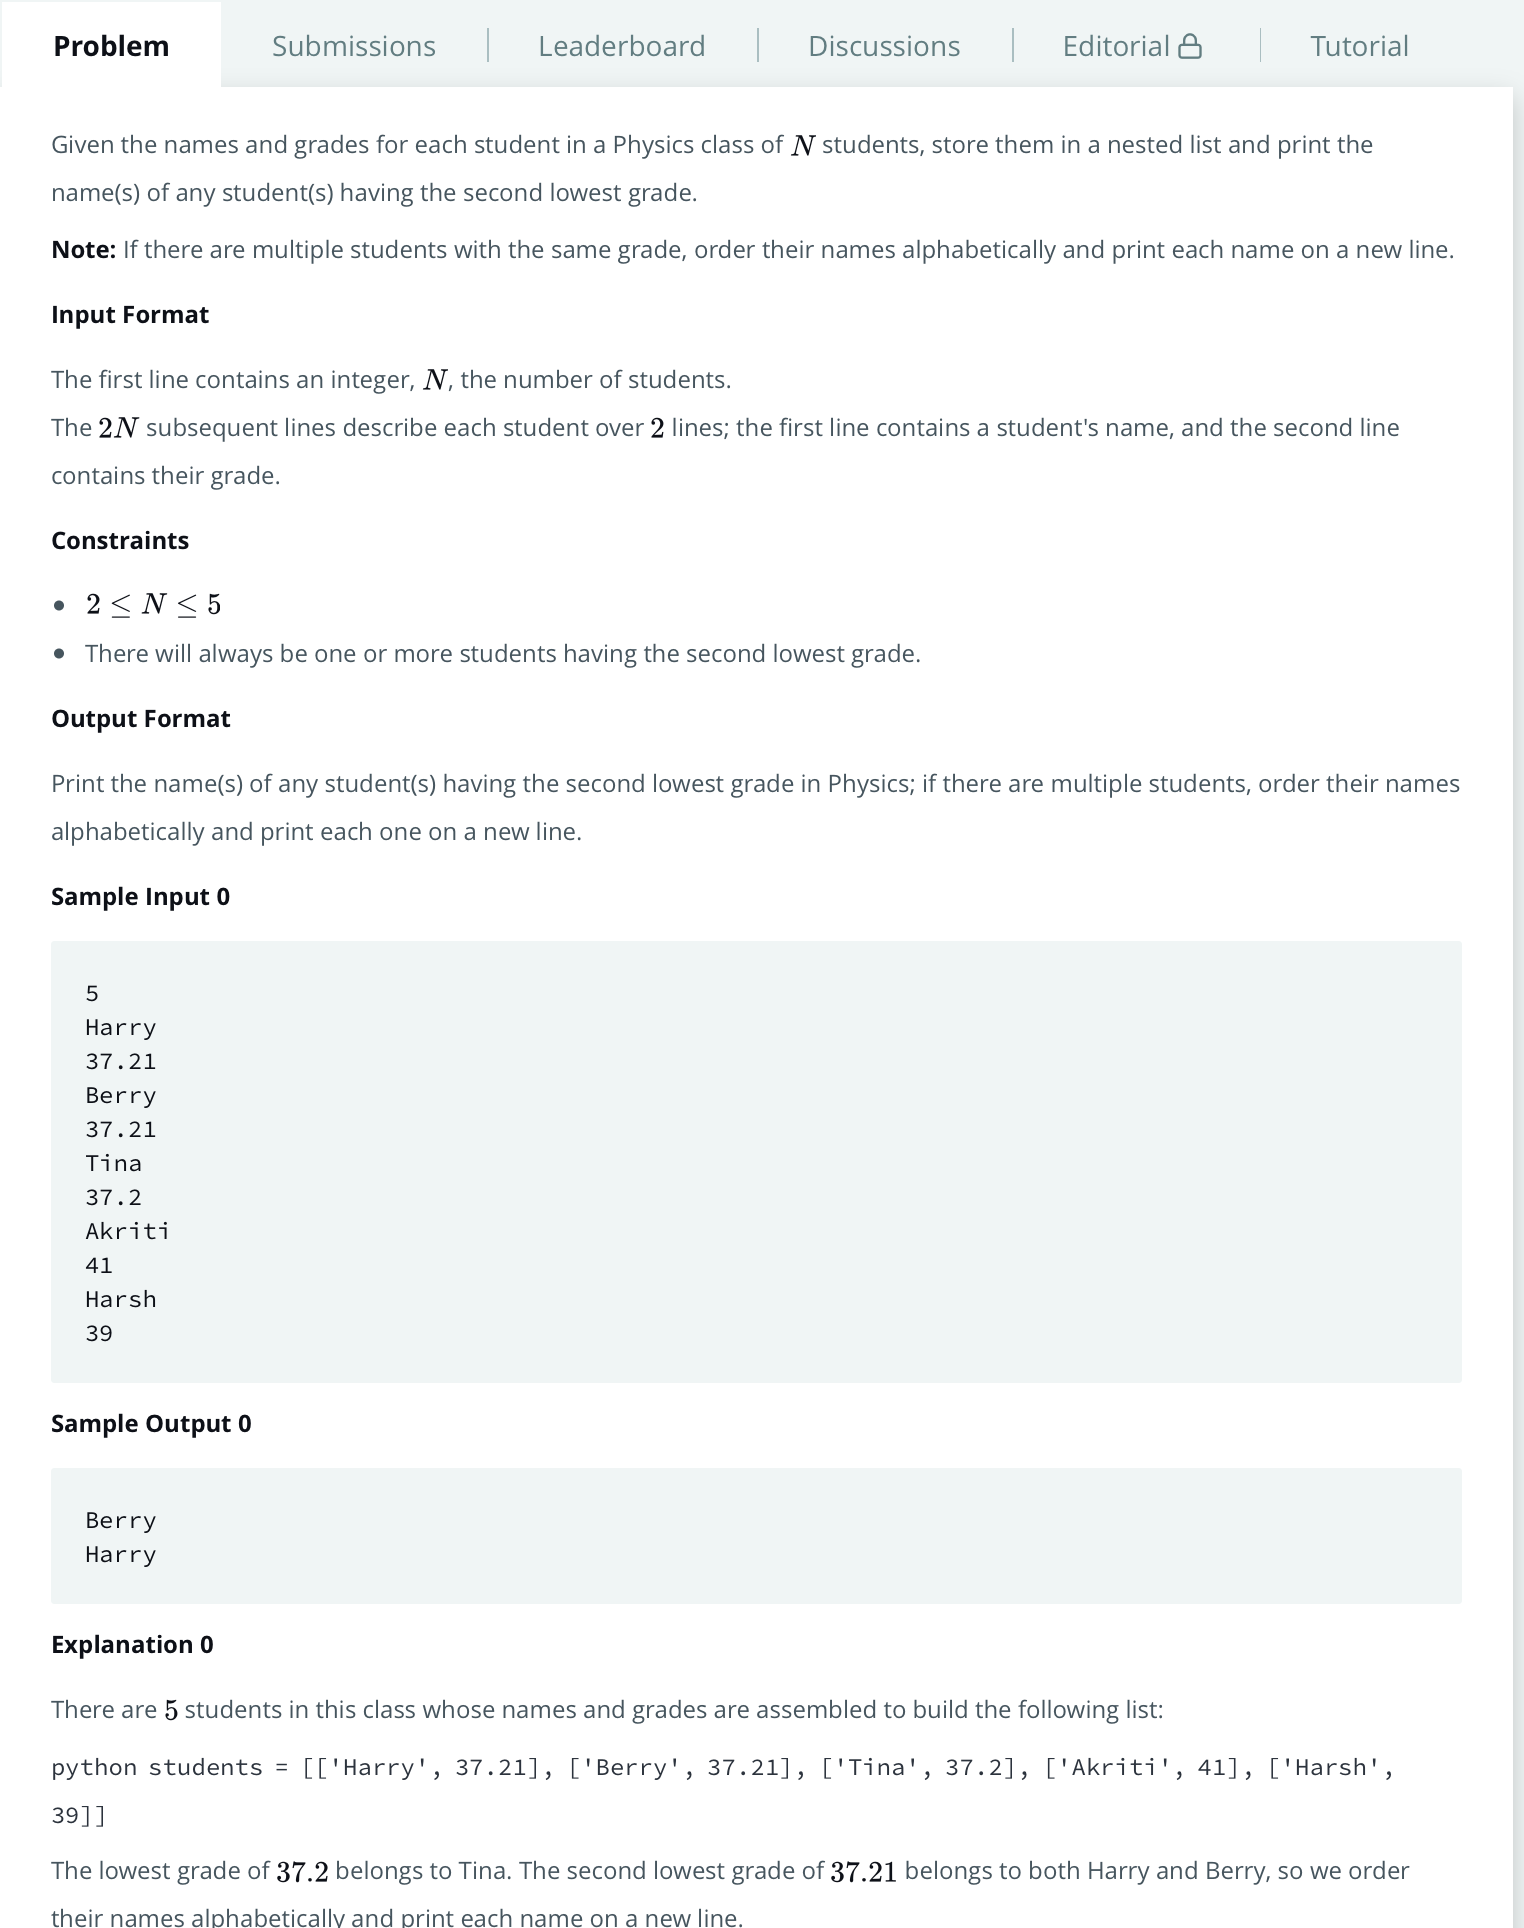 Problem
Submissions
Leaderboard
Discussions
Editorial
Tutorial
Given the names and grades for each student in a Physics class of N students, store them in a nested list and print the
name(s) of any student(s) having the second lowest grade.
Note: If there are multiple students with the same grade, order their names alphabetically and print each name on a new line.
Input Format
The first line contains an integer, N, the number of students.
The 2N subsequent lines describe each student over 2 lines; the first line contains a student's name, and the second line
contains their grade.
Constraints
• 2 ≤ N ≤ 5
• There will always be one or more students having the second lowest grade.
Output Format
Print the name(s) of any student(s) having the second lowest grade in Physics; if there are multiple students, order their names
alphabetically and print each one on a new line.
Sample Input 0
5
Harry
37.21
Berry
37.21
Tina
37.2
Akriti
41
Harsh
39
Sample Output 0
Berry
Harry
Explanation 0
There are 5 students in this class whose names and grades are assembled to build the following list:
python students = [['Harry', 37.21], ['Berry', 37.21], ['Tina', 37.2], ['Akriti', 41], ['Harsh',
39]]
The lowest grade of 37.2 belongs to Tina. The second lowest grade of 37.21 belongs to both Harry and Berry, so we order
their names alphabetically and print each name on a new line.